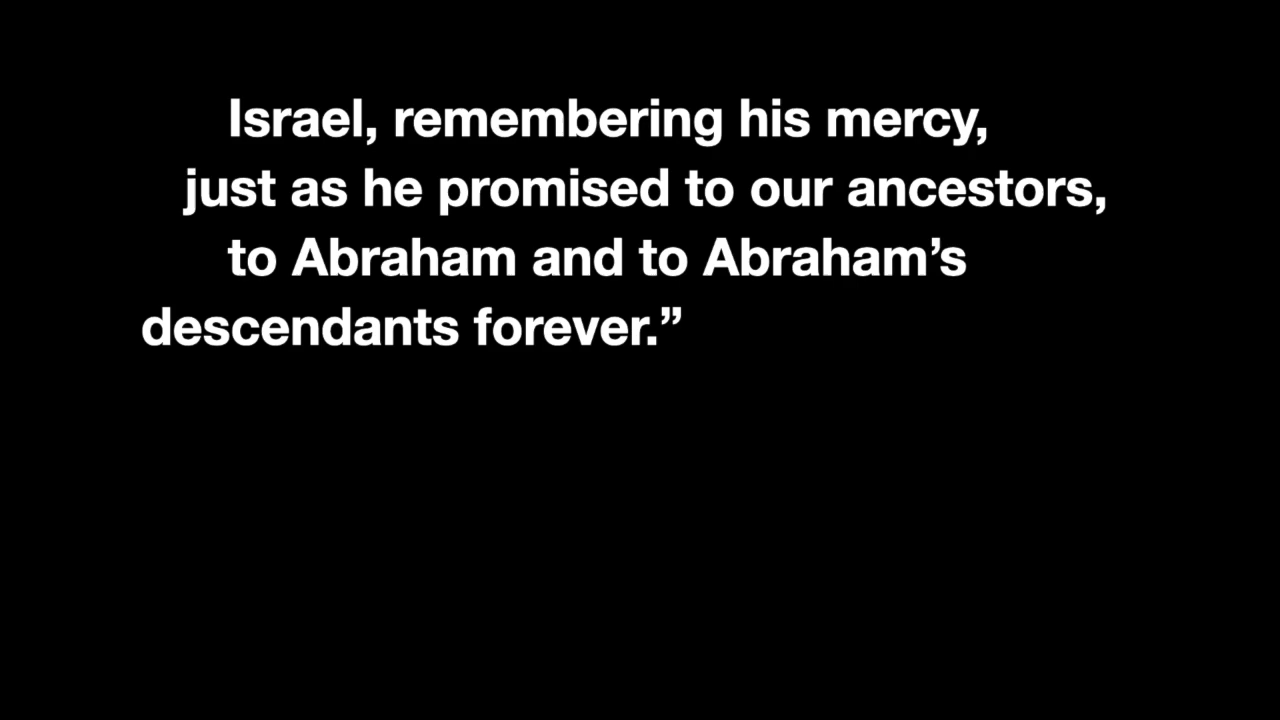 Israel, remembering his mercy,
just as he promised to our ancestors,
to Abraham and to Abraham’s
descendants forever.”